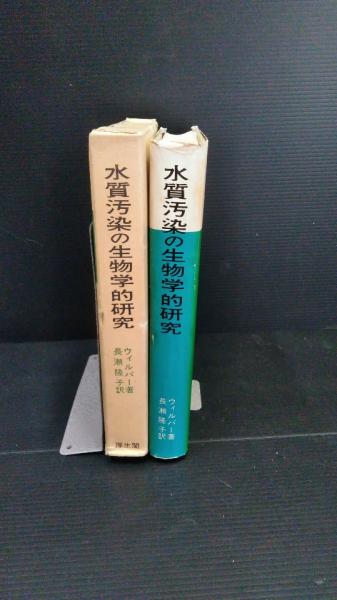 水質汚染の生物学的研究
ウィルバー著
長瀬隆子訳
厚生閣
水質汚染の生物学的研究
ウィルバー著
長瀬隆子訳